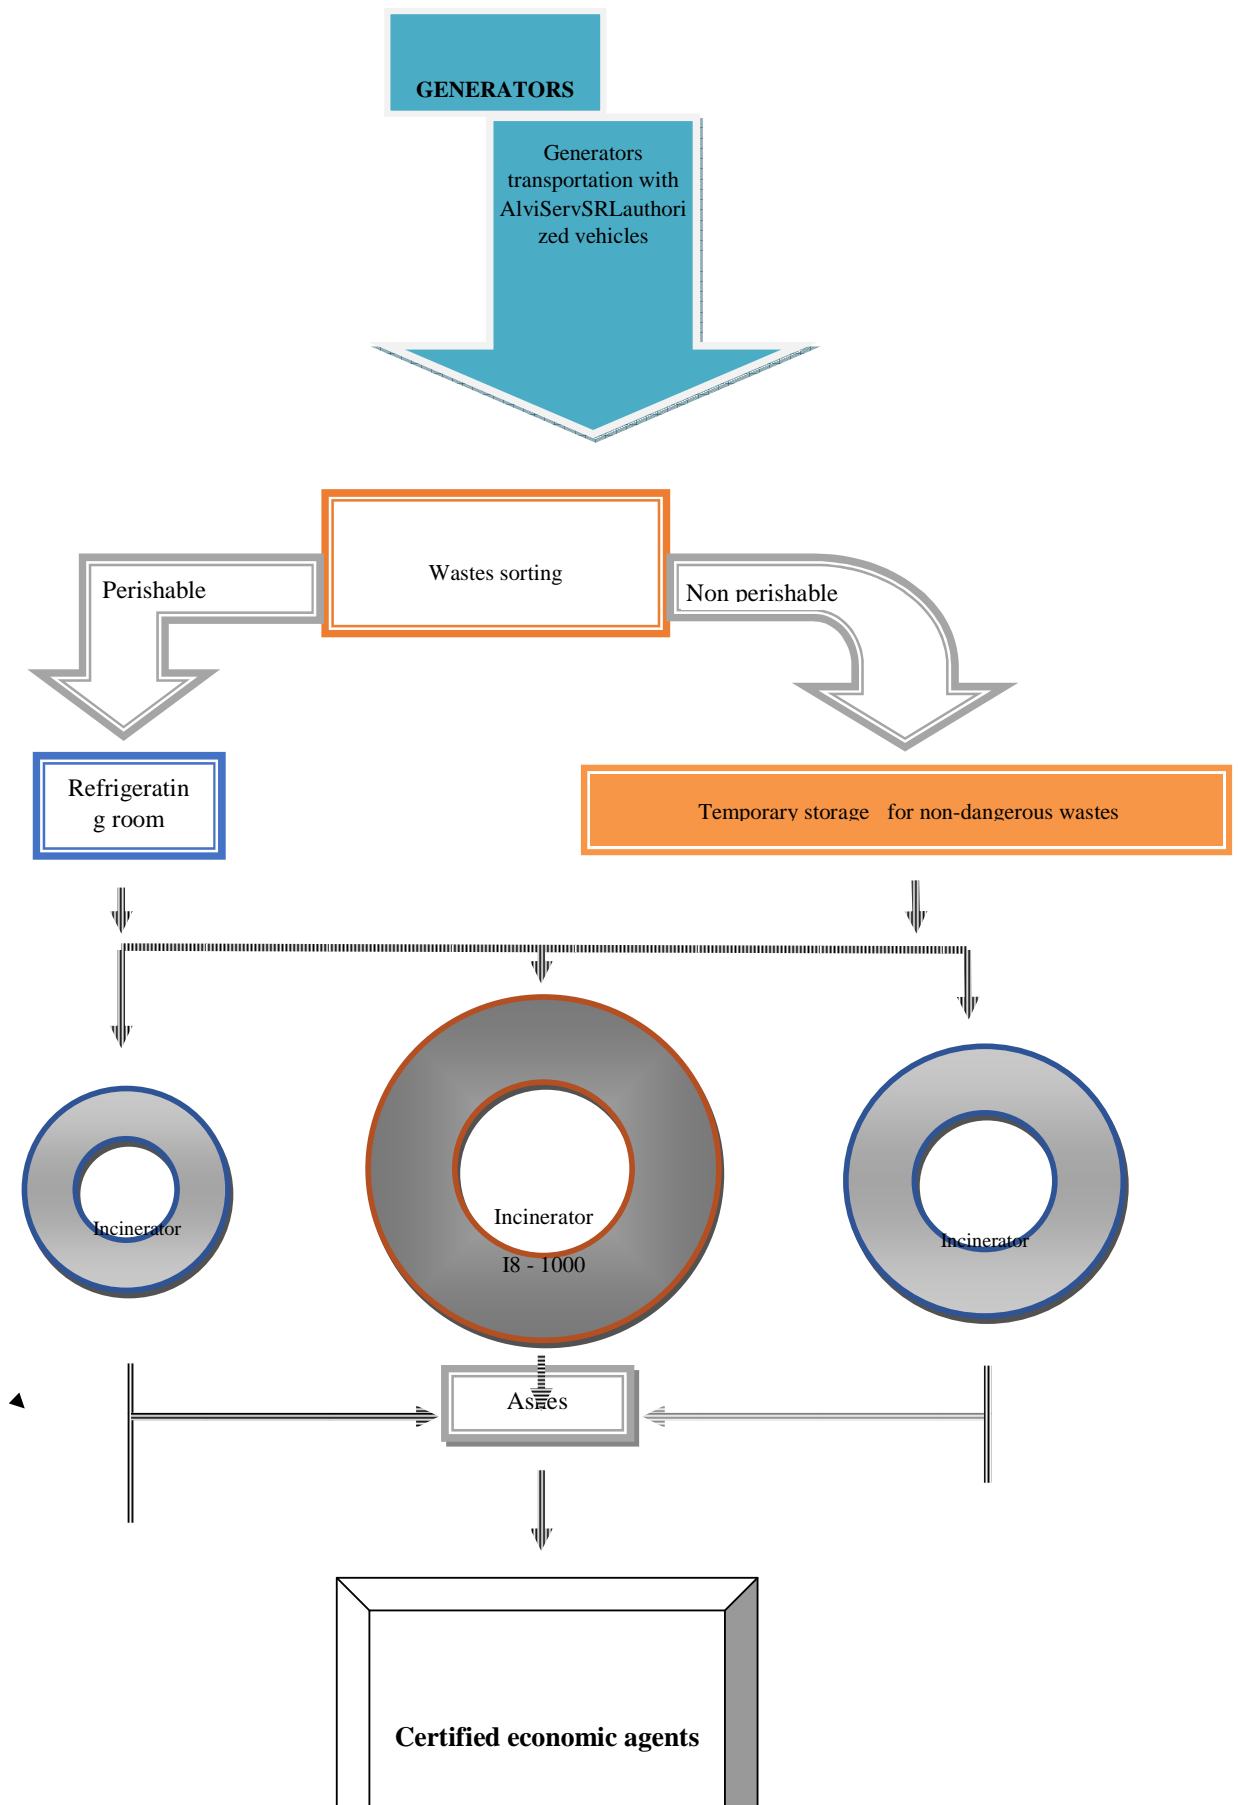 GENERATORS
Generators
transportation with
AlviServSRLauthori
zed vehicles
Wastes sorting
Perishable
Non perishable
Refrigeratin
g room
Temporary storage for non-dangerous wastes
Incinerator
Incinerator
I8 - 1000
Incinerator
Ashes
Certified economic agents